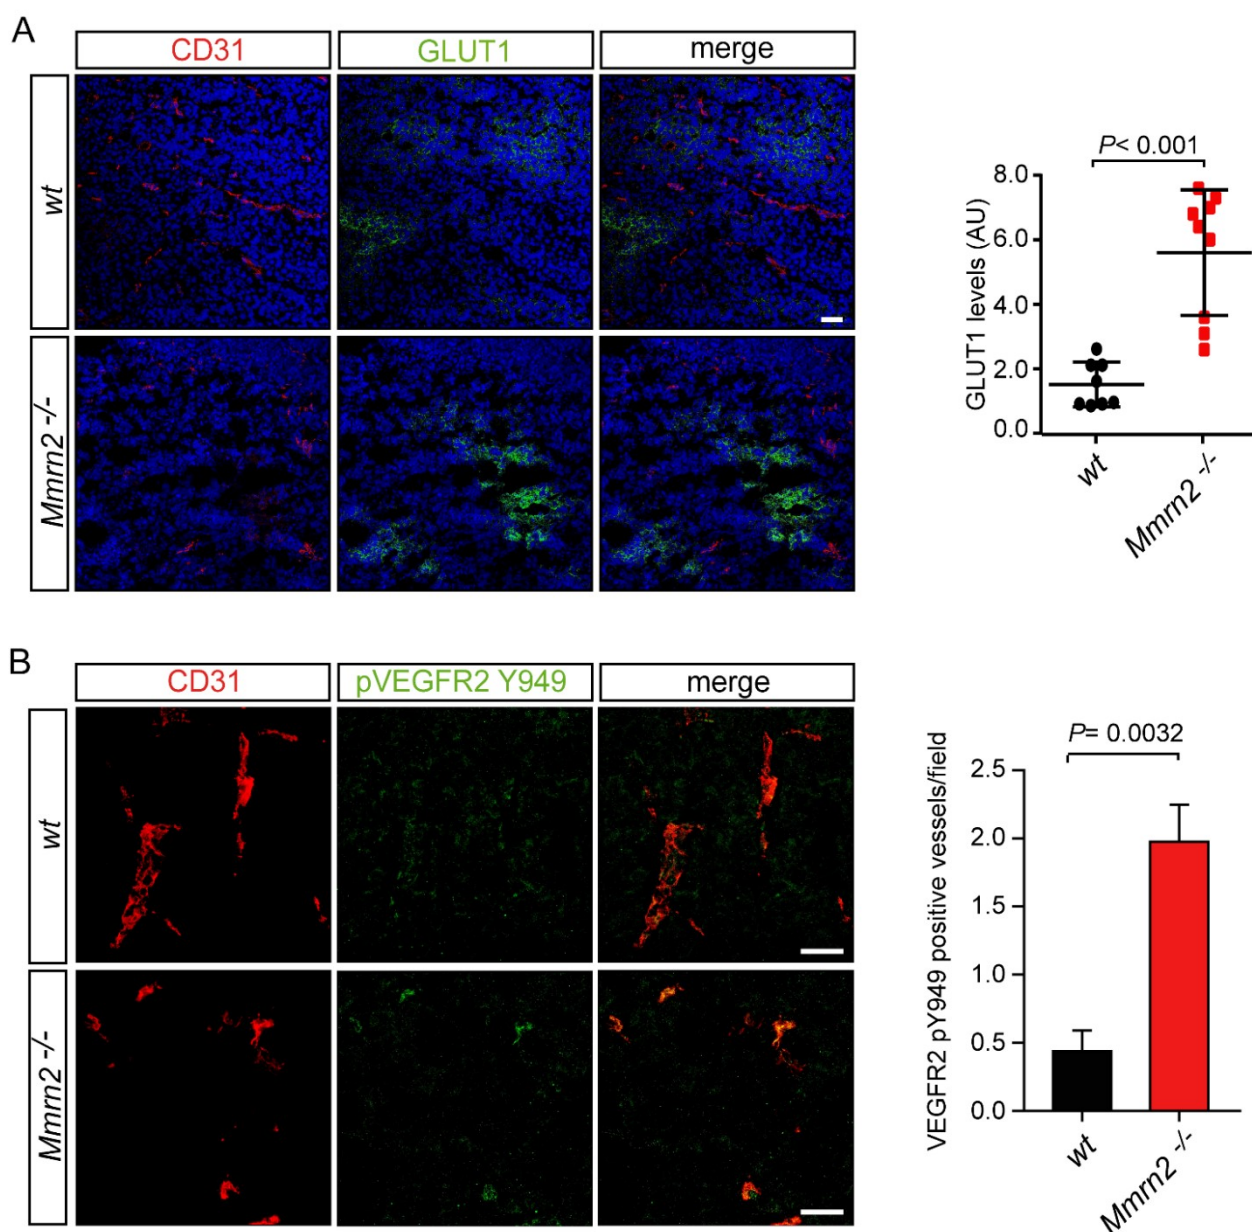 A
CD31 GLUT1 merge
wt
Mmrn2 -/-
GLUT1 levels (AU)
P< 0.001
8.0
6.0
4.0
2.0
0.0
wt Mmrn2 -/-
B
CD31 pVEGFR2 Y949 merge
wt
Mmrn2 -/-
VEGFR2 pY949 positive vessels/field
P= 0.0032
2.5
2.0
1.5
1.0
0.5
0.0
wt Mmrn2 -/-